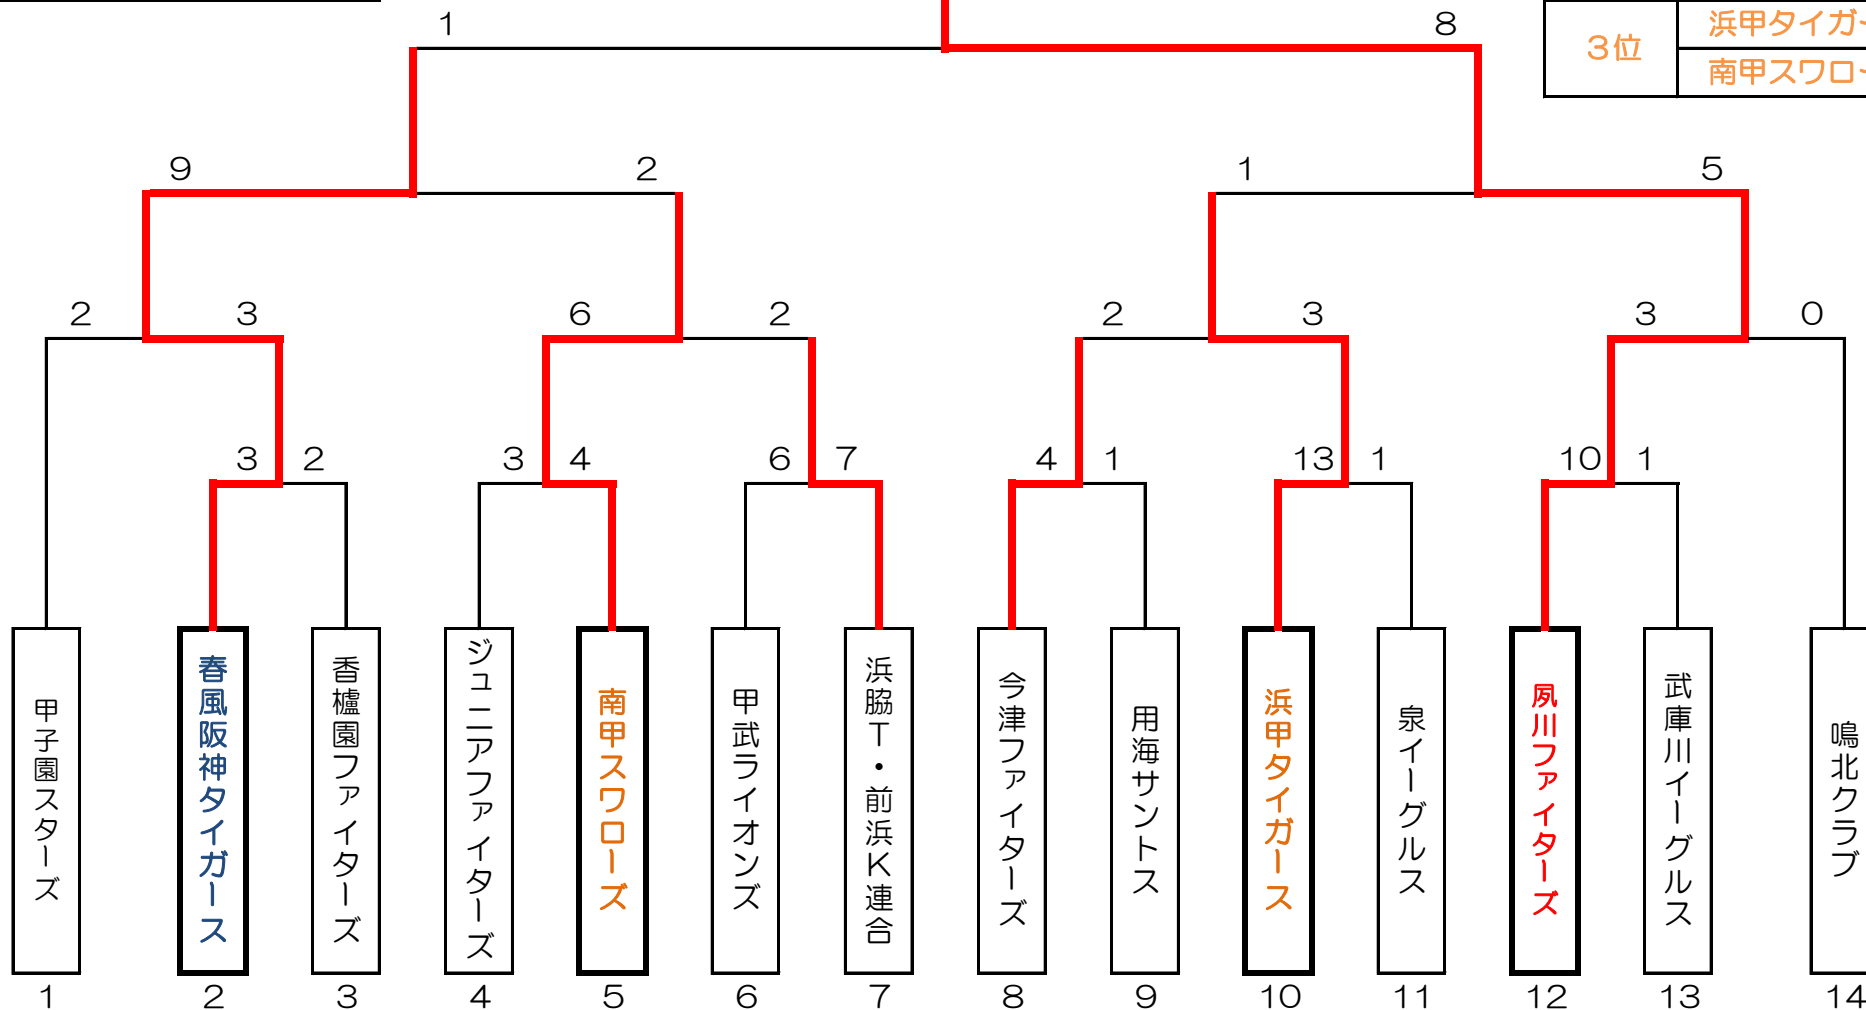 1 8
3位
浜甲タイガー
南甲スワロー
9 2 1 5
2 3 6 2 2 3 3 0
3 2 3 4 6 7 4 1 13 1 10 1
甲子園スターズ
春風阪神タイガース
香櫨園ファイターズ
ジュニアファイターズ
南甲スワローズ
甲武ライオンズ
浜脇T・前浜K連合
今津ファイターズ
用海サントス
浜甲タイガース
泉イーグルス
夙川ファイターズ
武庫川イーグルス
鳴北クラブ
1 2 3 4 5 6 7 8 9 10 11 12 13 14